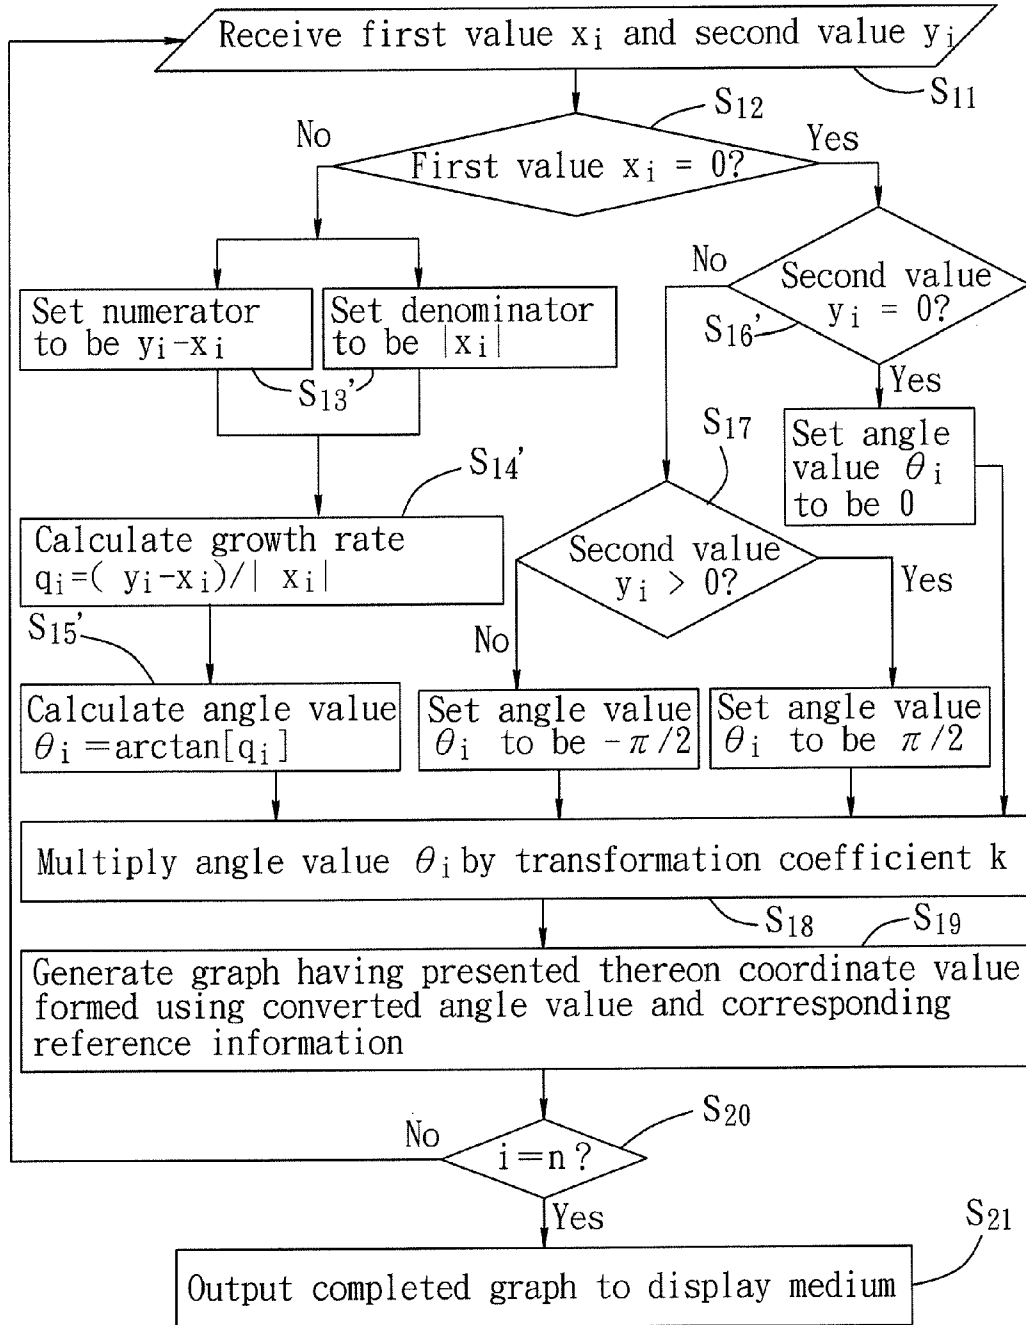 Receive first value xi and second value yi
S11
S12
No
Yes
First value xi = 0?
No
Second value
yi = 0?
S16'
Yes
Set numerator
to be yi-xi
Set denominator
to be |xi|
S13'
S17
Set angle
value θi
to be 0
S14'
Calculate growth rate
qi=( yi-xi)/| xi|
Second value
yi > 0?
Yes
No
S15'
Calculate angle value
θi =arctan[qi]
Set angle value
θi to be -π/2
Set angle value
θi to be π/2
Multiply angle value θi by transformation coefficient k
S18
S19
Generate graph having presented thereon coordinate value
formed using converted angle value and corresponding
reference information
S20
No
i=n?
Yes
S21
Output completed graph to display medium